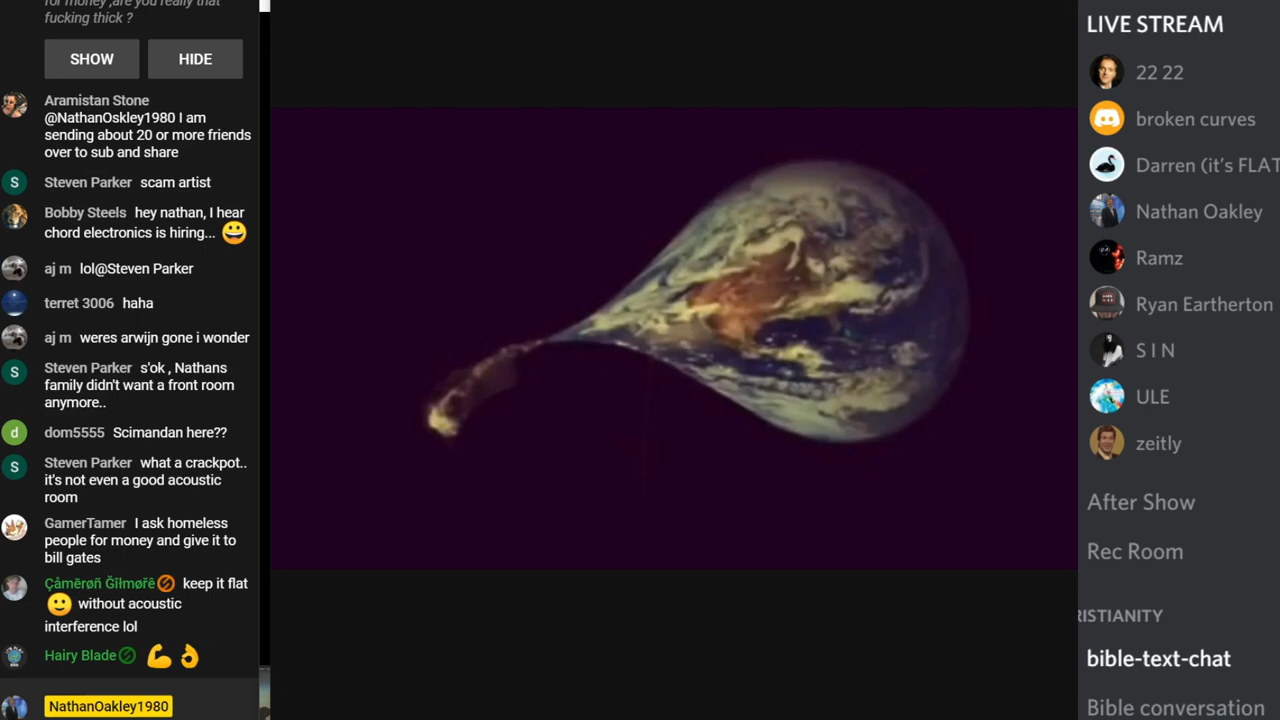 for money ,are you really that
fucking thick ?
SHOW
HIDE
Aramistan Stone
@NathanOskley1980 I am
sending about 20 or more friends
over to sub and share
S
Steven Parker scam artist
Bobby Steels hey nathan, I hear
chord electronics is hiring... 😀
aj m lol@Steven Parker
terret 3006 haha
aj m weres arwijn gone i wonder
S
Steven Parker s'ok , Nathans
family didn't want a front room
anymore..
d
dom5555 Scimandan here??
S
Steven Parker what a crackpot..
it's not even a good acoustic
room
GamerTamer I ask homeless
people for money and give it to
bill gates
Çåmërøñ Ğîłmøřê keep it flat
🙂 without acoustic
interference lol
Hairy Blade 💪👌
NathanOakley1980
LIVE STREAM
22 22
broken curves
Darren (it's FLAT
Nathan Oakley
Ramz
Ryan Eartherton
S I N
ULE
zeitly
After Show
Rec Room
RISTIANITY
bible-text-chat
Bible conversation